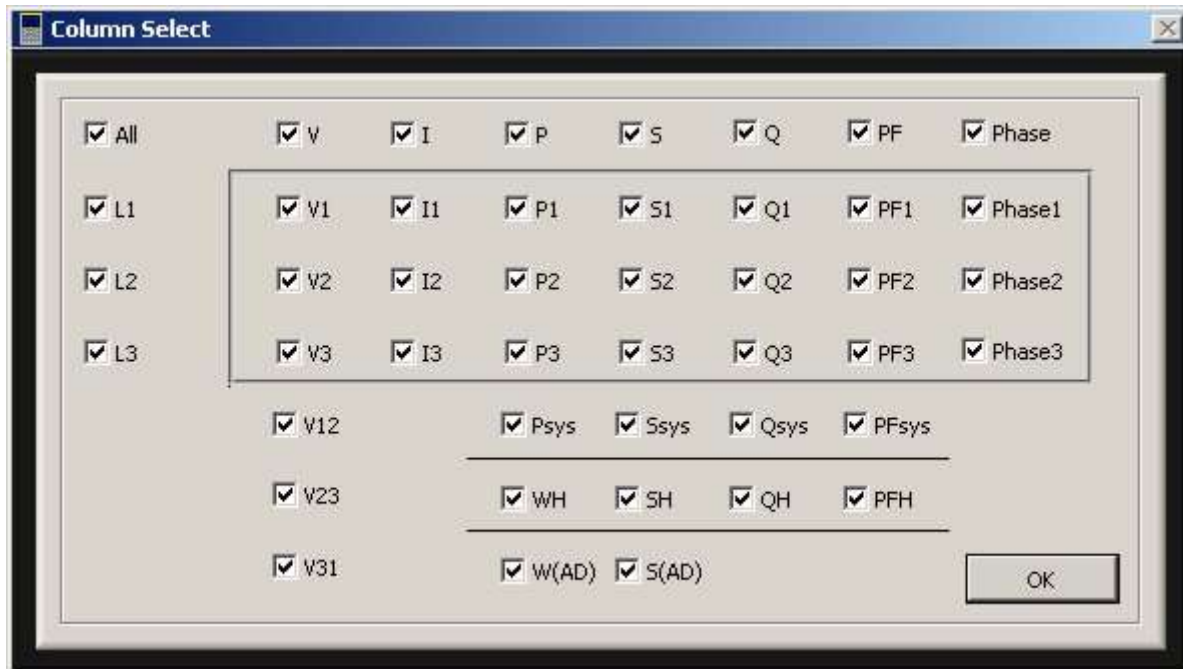 Column Select
All V I P S Q PF Phase
L1 V1 I1 P1 S1 Q1 PF1 Phase1
L2 V2 I2 P2 S2 Q2 PF2 Phase2
L3 V3 I3 P3 S3 Q3 PF3 Phase3
V12 Psys Ssys Qsys PFsys
V23 WH SH QH PFH
V31 W(AD) S(AD)
OK